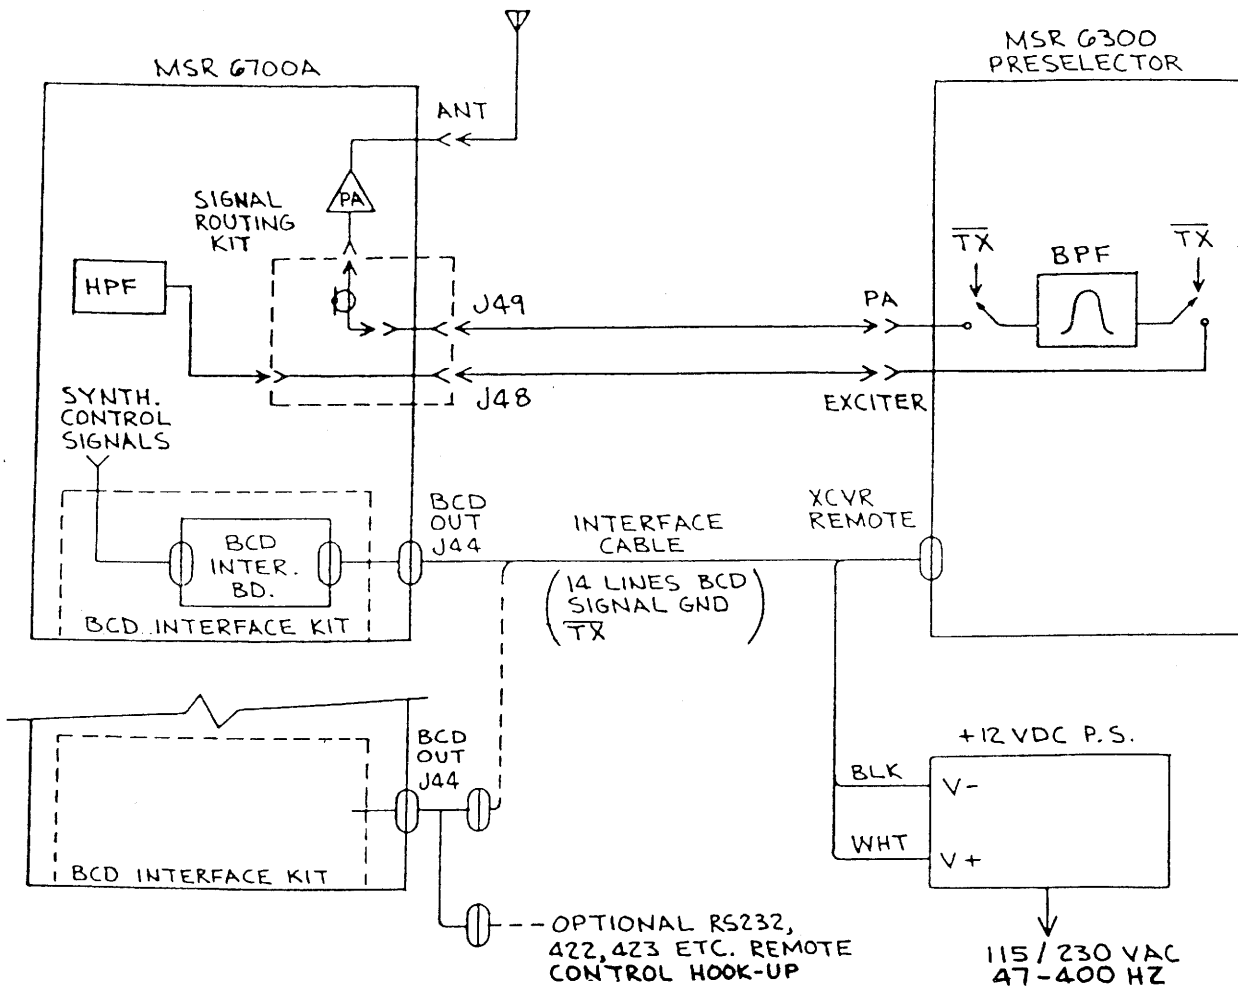 MSR 6700A
MSR 6300
PRESELECTOR
ANT
SIGNAL
ROUTING
KIT
PA
HPF
J49
J48
PA
EXCITER
TX
BPF
TX
SYNTH.
CONTROL
SIGNALS
BCD
INTER.
BD.
BCD INTERFACE KIT
BCD
OUT
J44
INTERFACE
CABLE
(14 LINES BCD
SIGNAL GND
TX)
XCVR
REMOTE
BCD
OUT
J44
BCD INTERFACE KIT
OPTIONAL RS232,
422,423 ETC. REMOTE
CONTROL HOOK-UP
+12 VDC P.S.
BLK
V-
WHT
V+
115/230 VAC
47-400 HZ